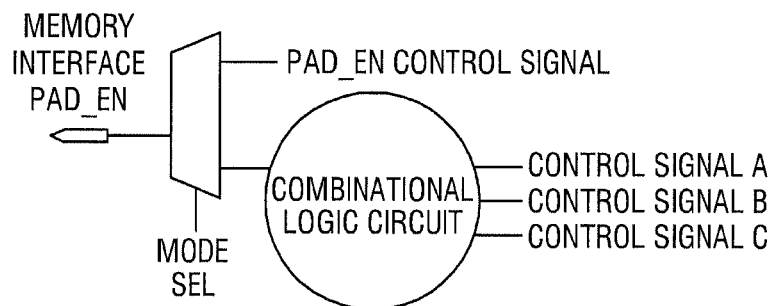 MEMORY
INTERFACE
PAD_EN
PAD_EN CONTROL SIGNAL
COMBINATIONAL
LOGIC CIRCUIT
CONTROL SIGNAL A
CONTROL SIGNAL B
CONTROL SIGNAL C
MODE
SEL